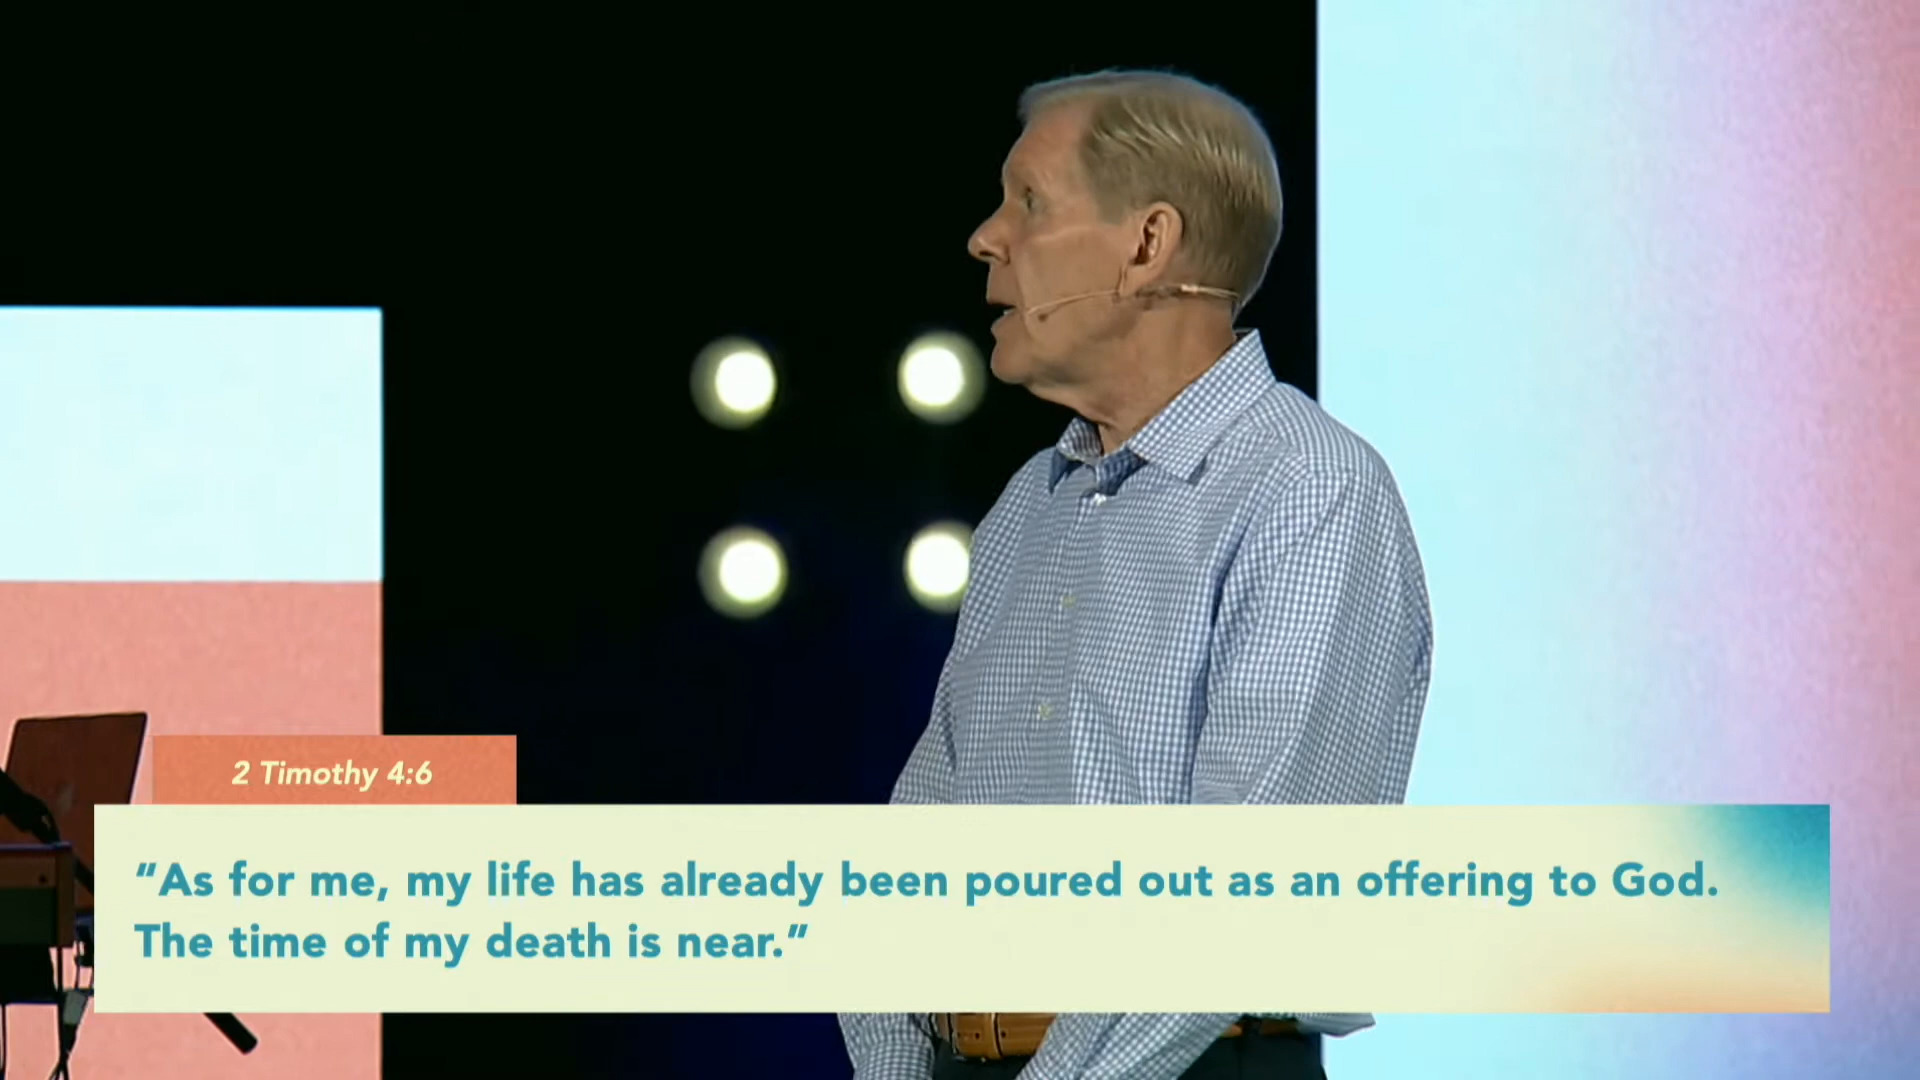 2 Timothy 4:6
“As for me, my life has already been poured out as an offering to God.
The time of my death is near.”